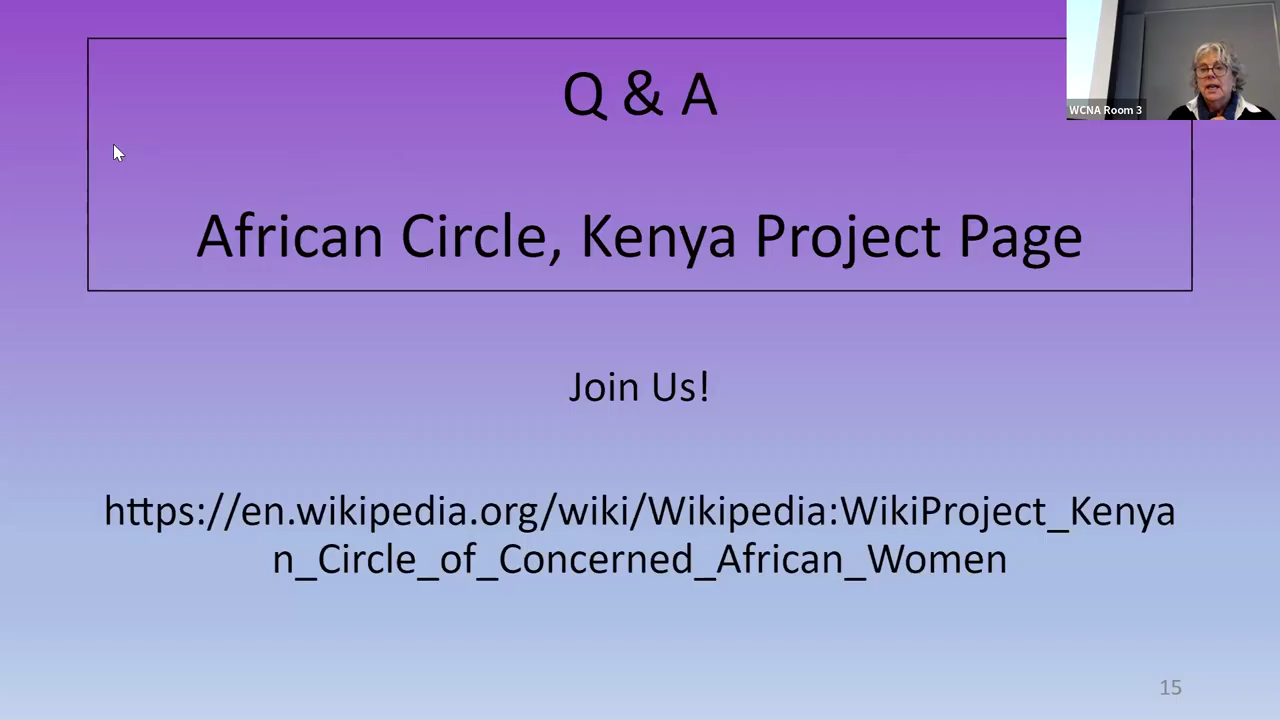 Q & A
African Circle, Kenya Project Page
WCNA Room 3
Join Us!
https://en.wikipedia.org/wiki/Wikipedia:WikiProject_Kenya
n_Circle_of_Concerned_African_Women
15